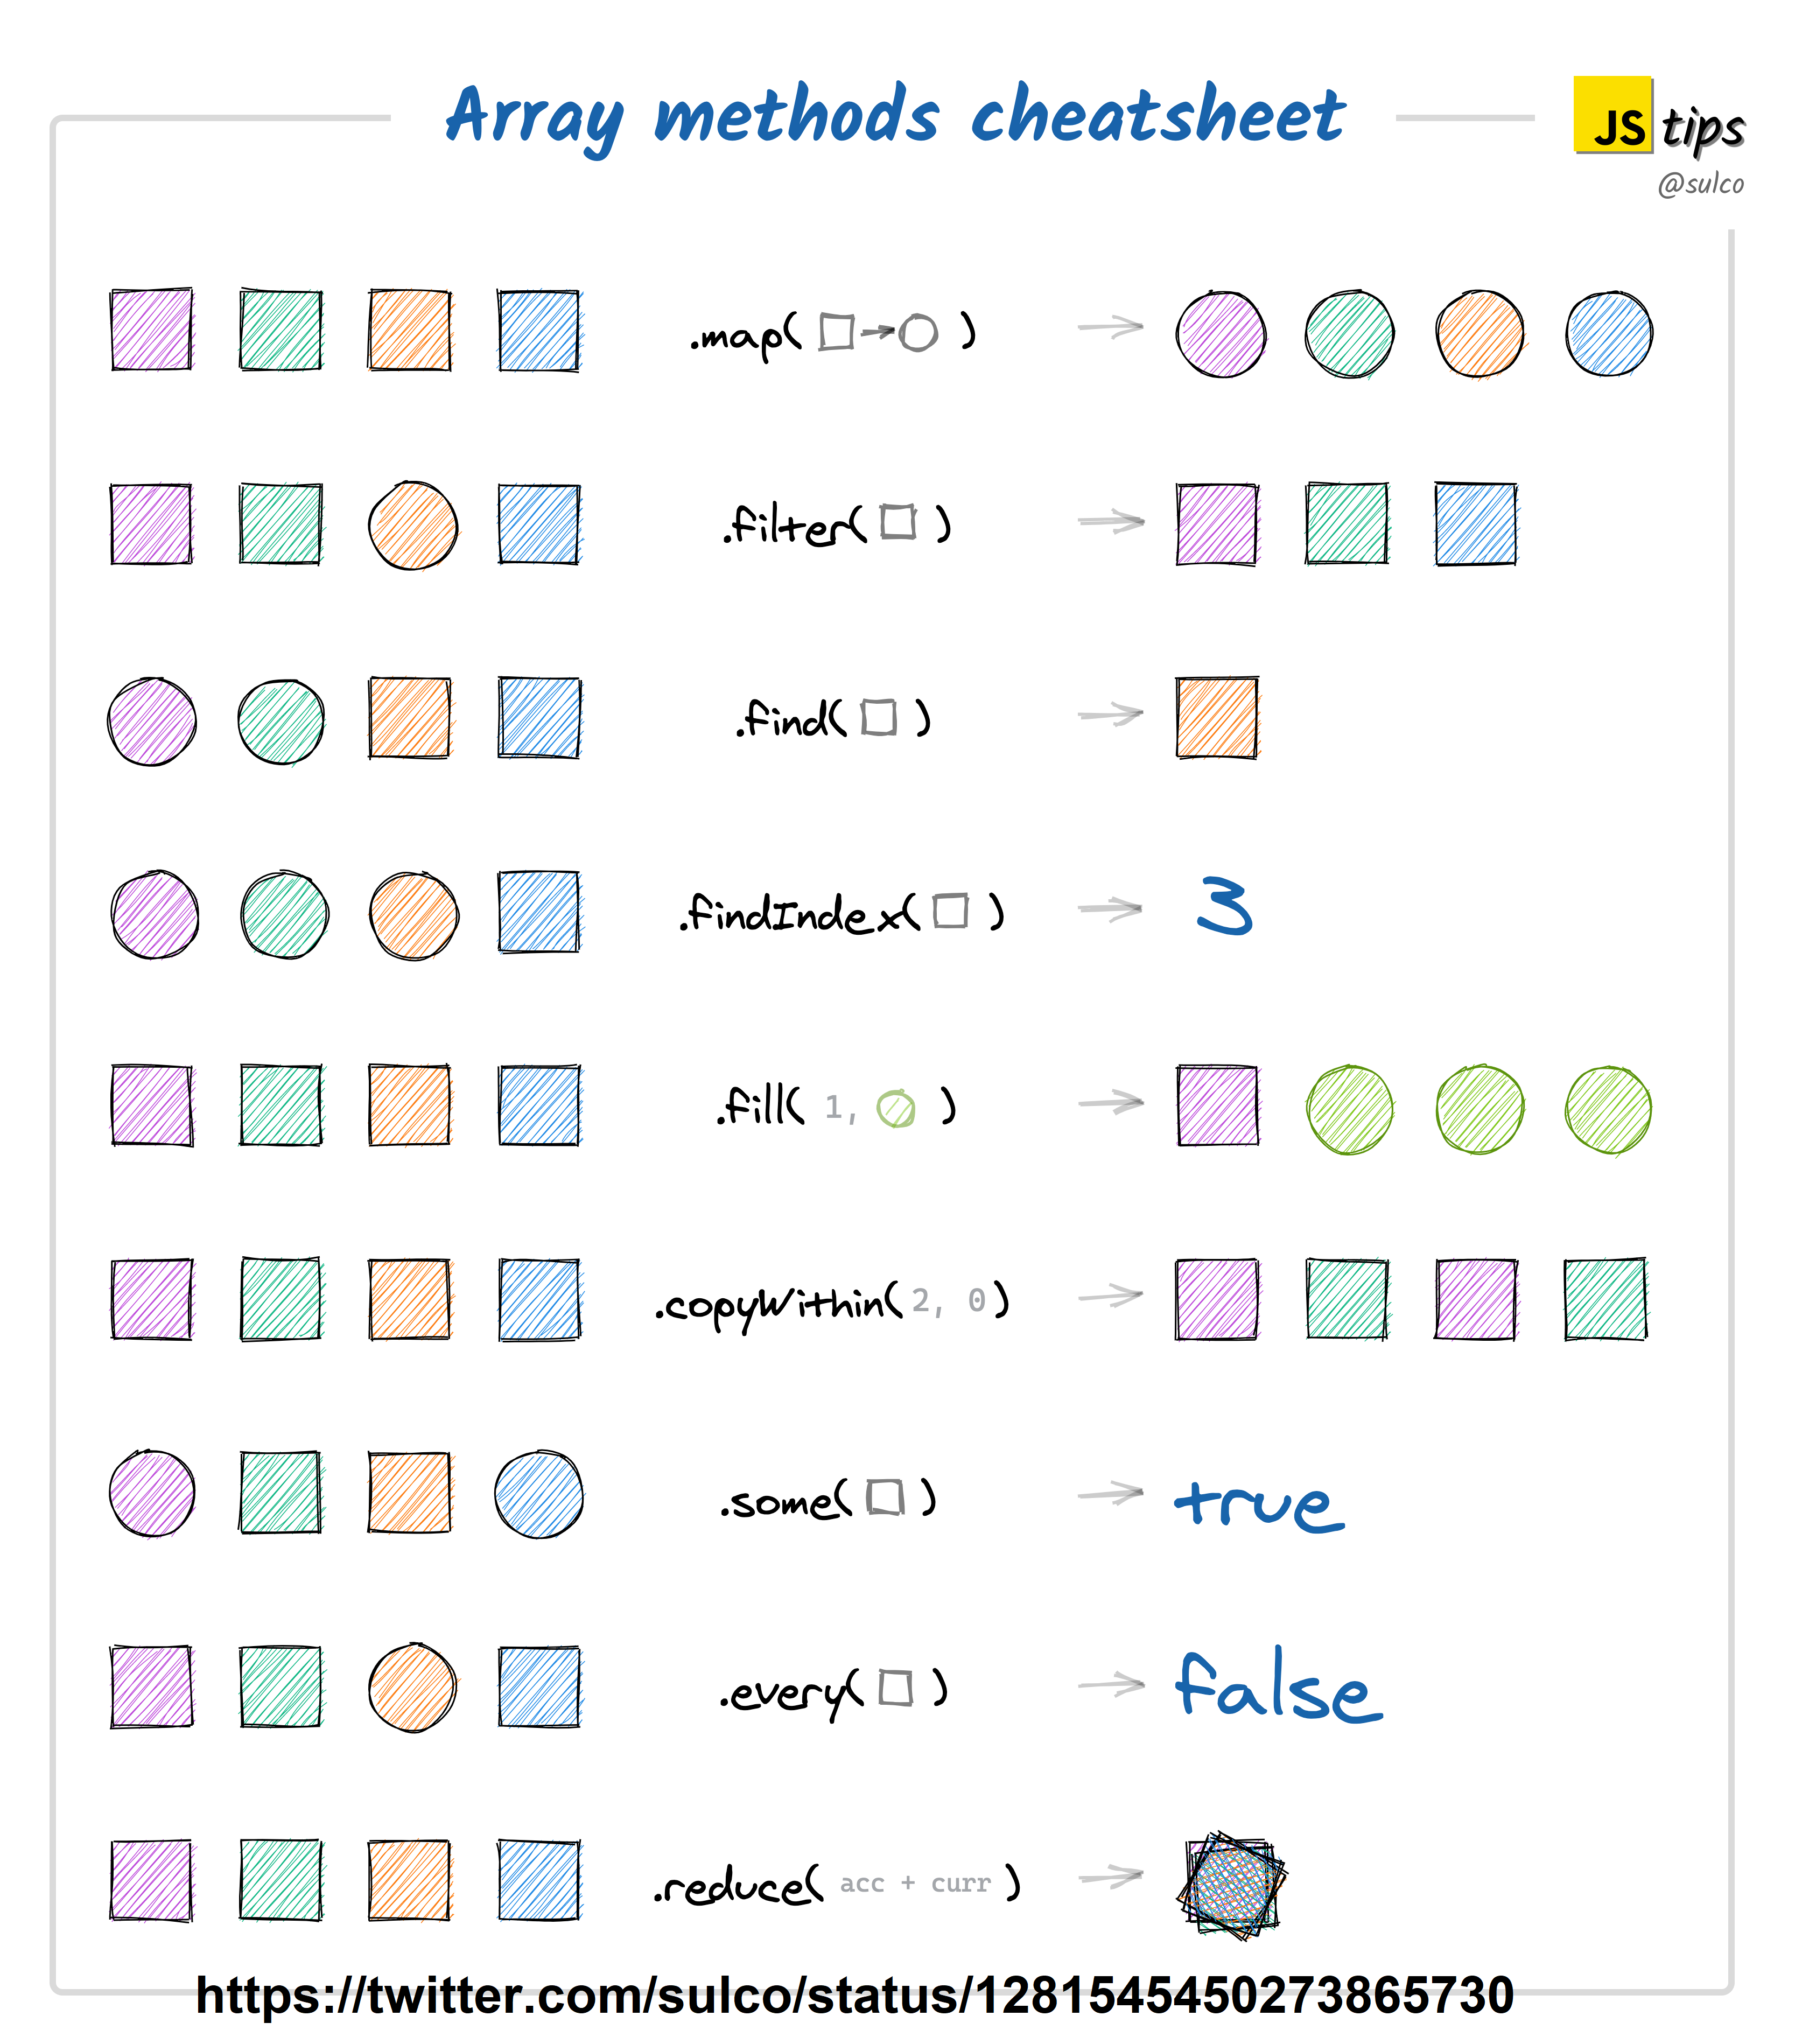 Array methods cheatsheet
JS tips
@sulco
.map( )
.filter( )
.find( )
.findIndex( )
3
.fill( 1, )
.copyWithin( 2, 0 )
.some( )
true
.every( )
false
.reduce( acc + curr )
https://twitter.com/sulco/status/1281545450273865730